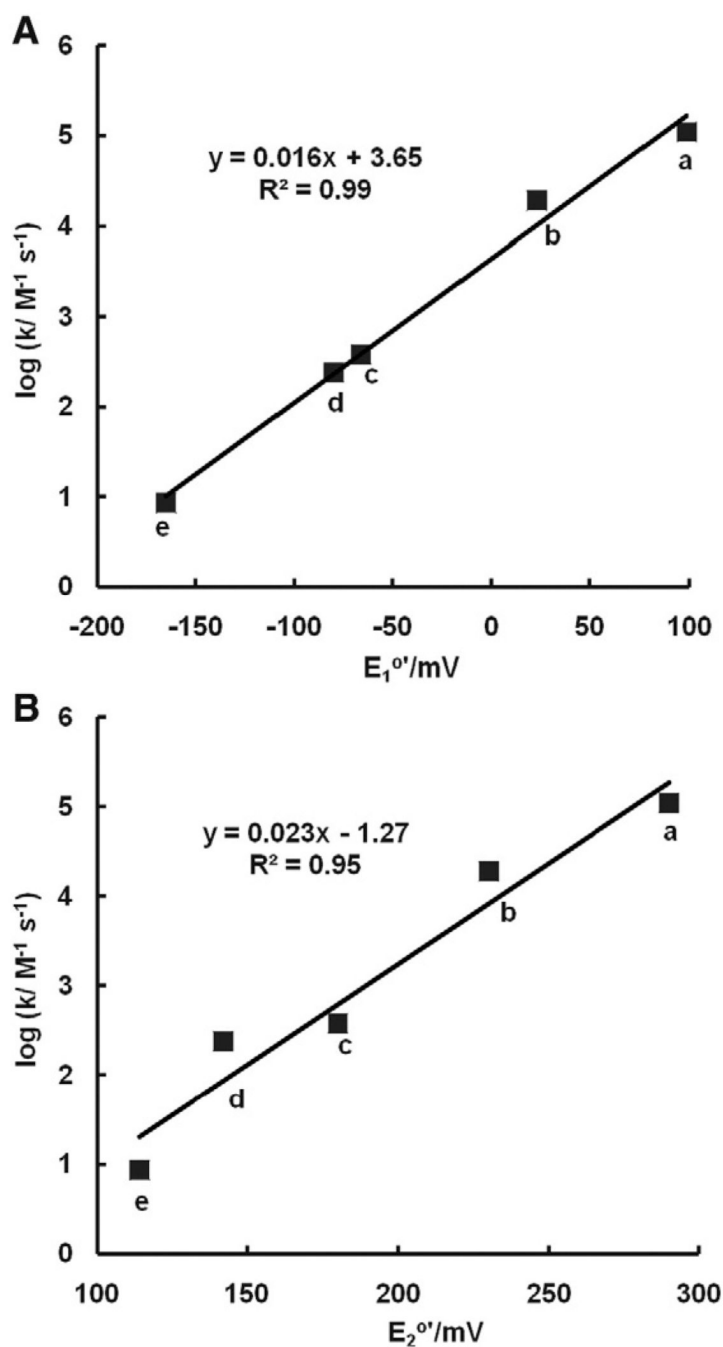 A
6
5
4
3
2
1
0
log (k/ M⁻¹ s⁻¹)
y = 0.016x + 3.65
R² = 0.99
a
b
c
d
e
-200 -150 -100 -50 0 50 100
E₁°'/mV
B
6
5
4
3
2
1
0
log (k/ M⁻¹ s⁻¹)
y = 0.023x - 1.27
R² = 0.95
a
b
c
d
e
100 150 200 250 300
E₂°'/mV